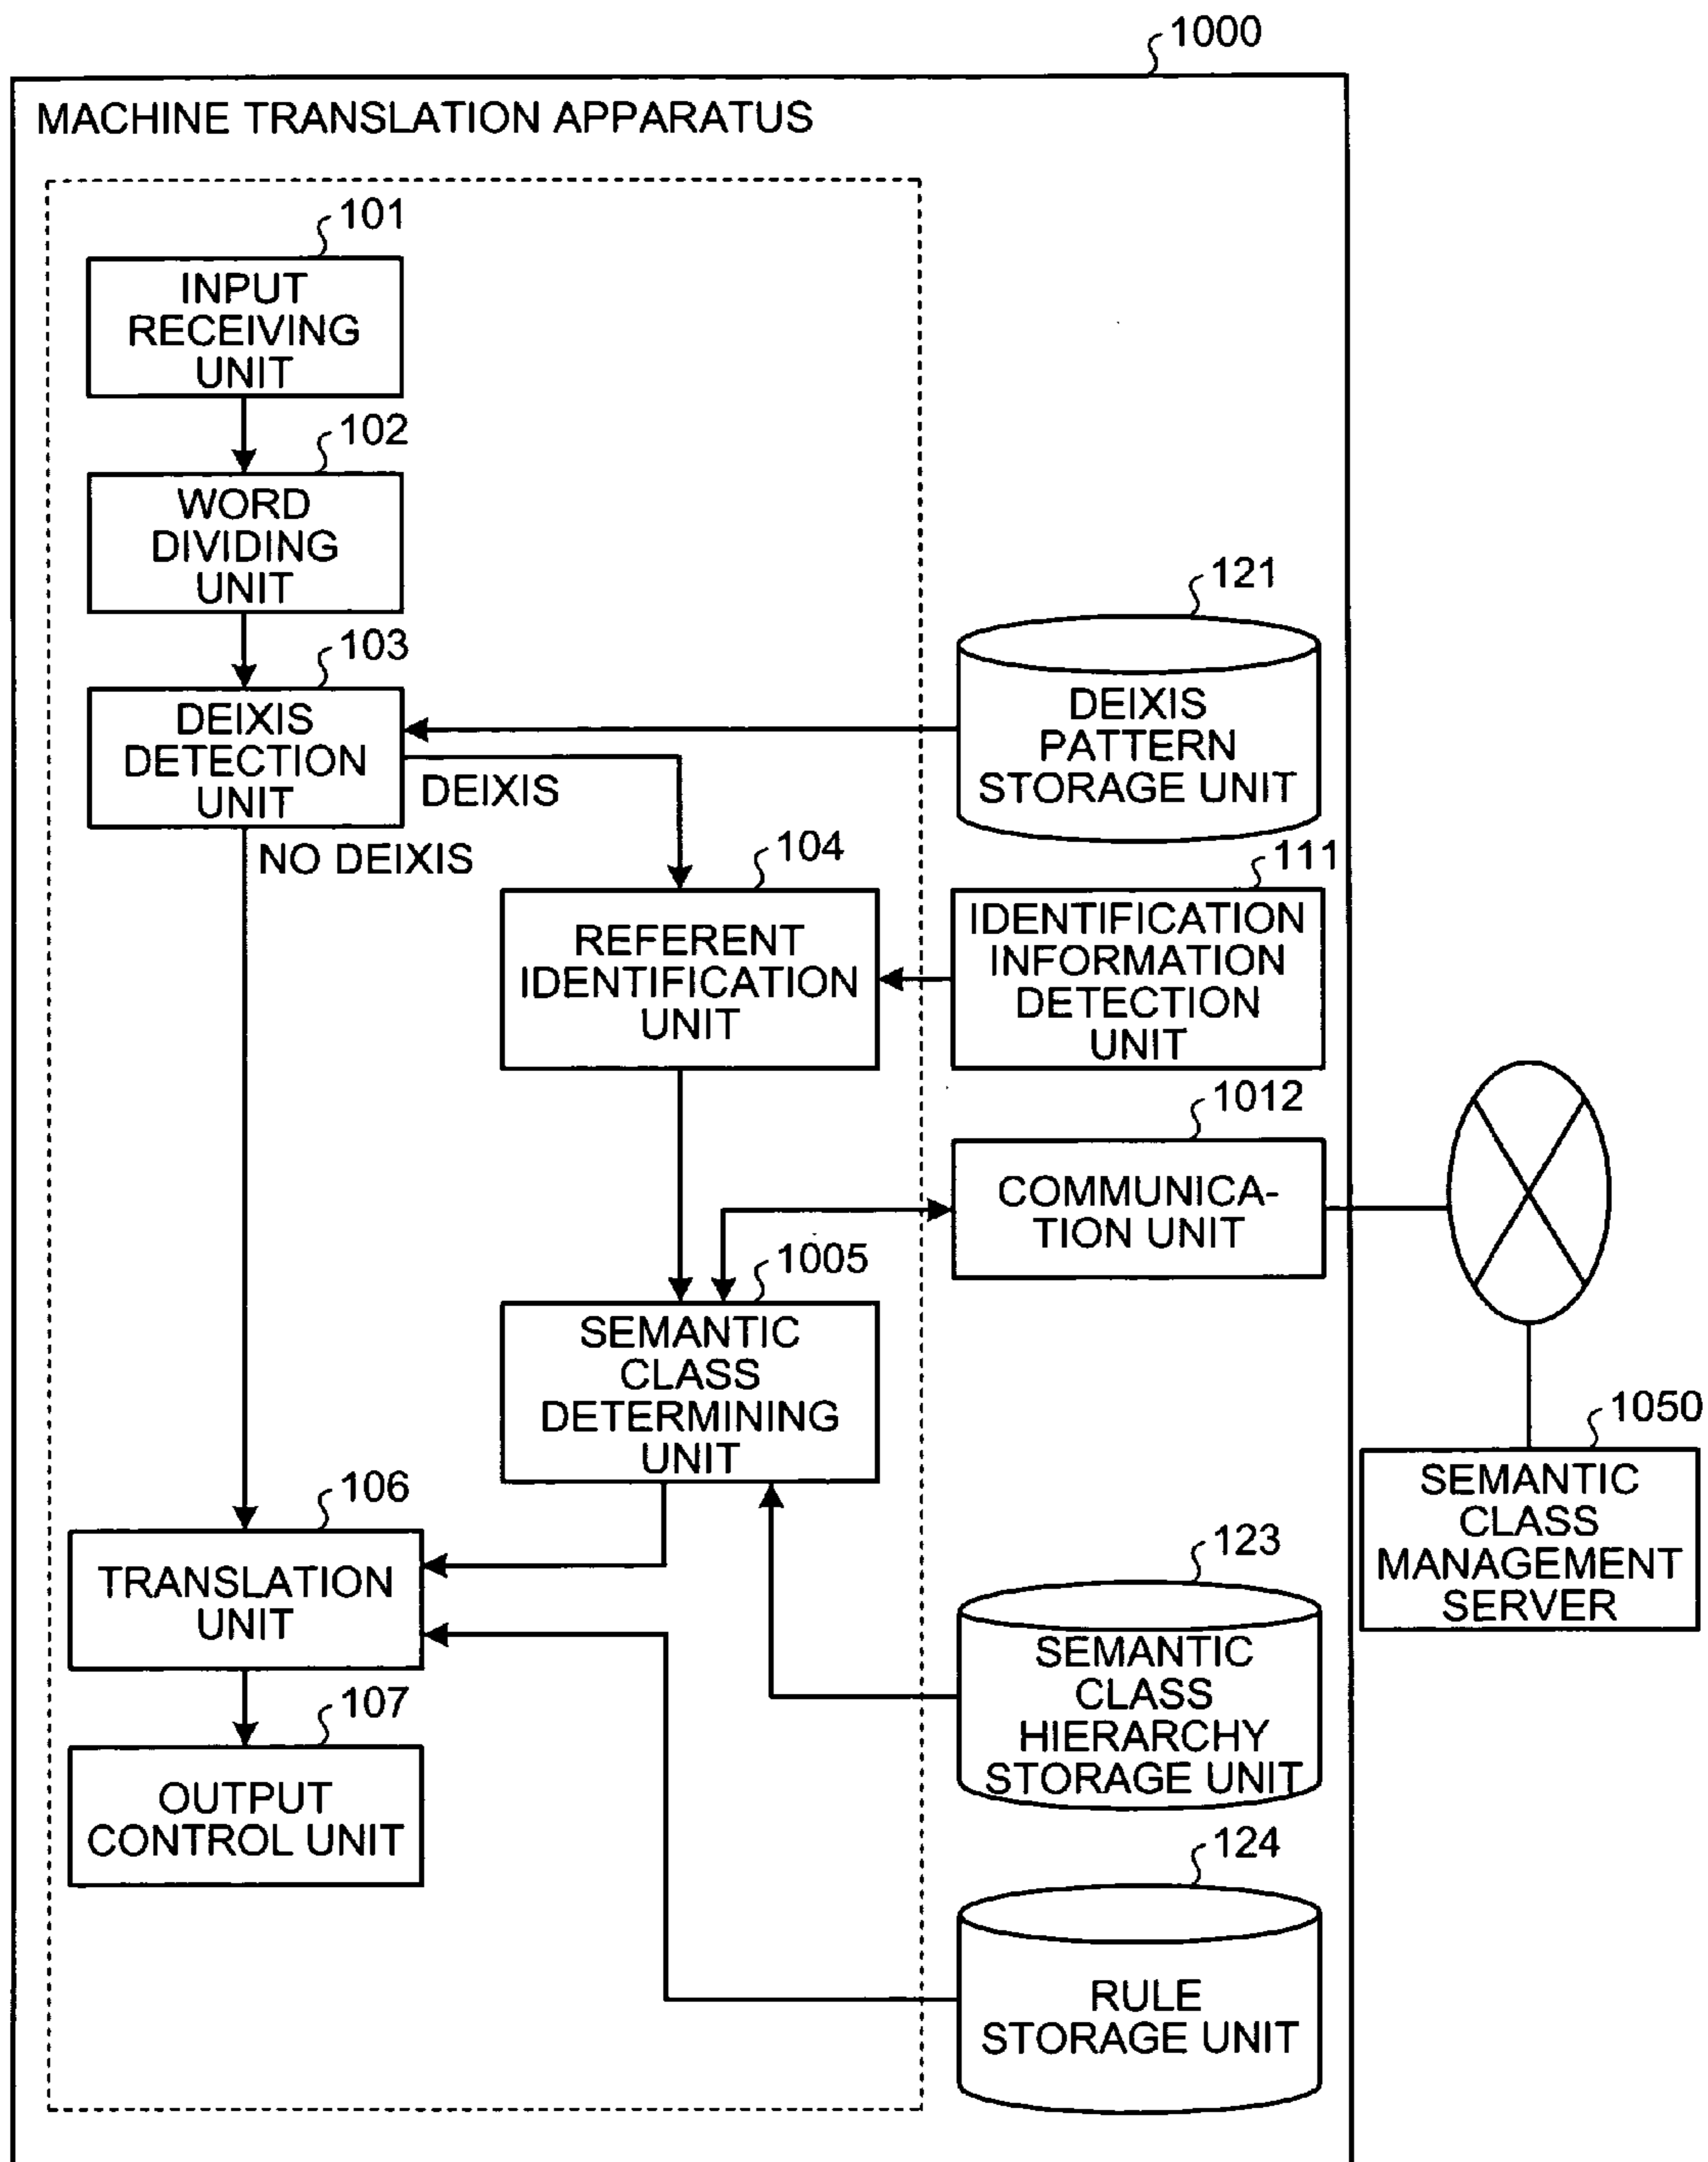 1000
MACHINE TRANSLATION APPARATUS
101
INPUT
RECEIVING
UNIT
102
WORD
DIVIDING
UNIT
103
DEIXIS
DETECTION
UNIT
DEIXIS
NO DEIXIS
121
DEIXIS
PATTERN
STORAGE UNIT
104
REFERENT
IDENTIFICATION
UNIT
111
IDENTIFICATION
INFORMATION
DETECTION
UNIT
1012
COMMUNICA-
TION UNIT
1005
SEMANTIC
CLASS
DETERMINING
UNIT
1050
SEMANTIC
CLASS
MANAGEMENT
SERVER
106
TRANSLATION
UNIT
123
SEMANTIC
CLASS
HIERARCHY
STORAGE UNIT
107
OUTPUT
CONTROL UNIT
124
RULE
STORAGE UNIT